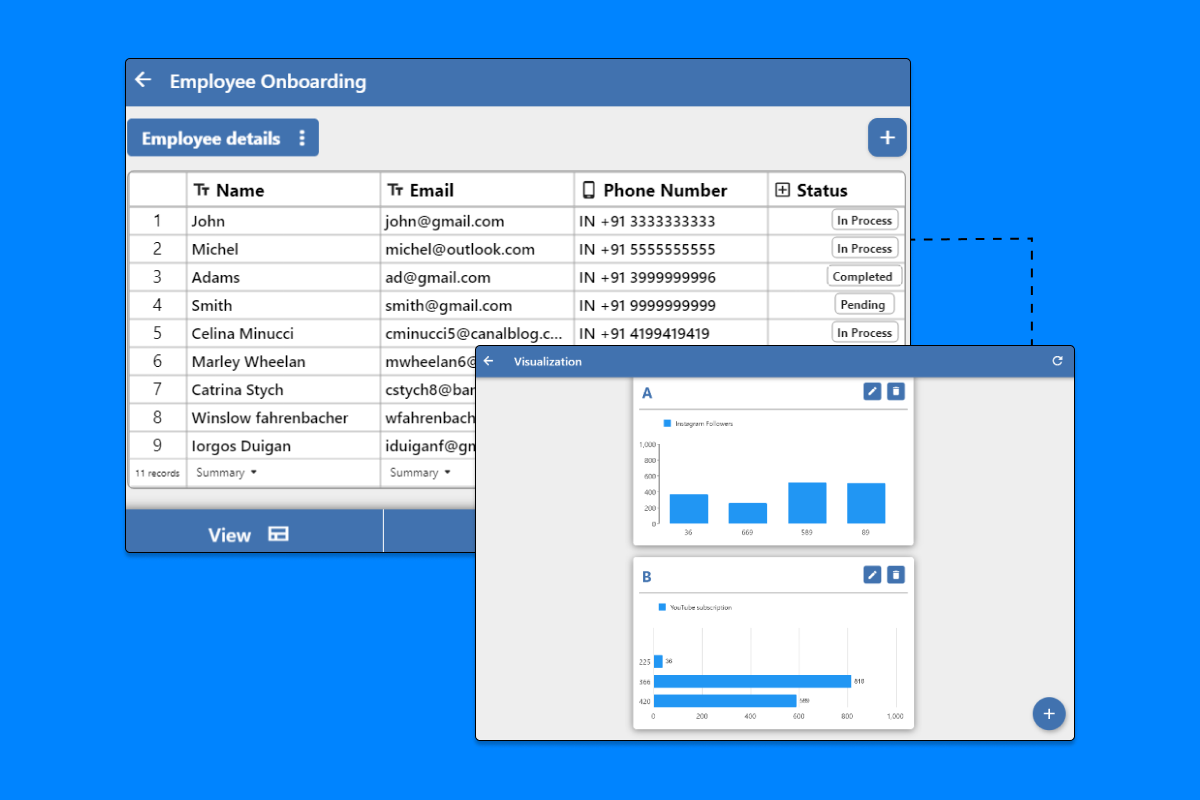 Employee Onboarding
Employee details
Name Email Phone Number Status
1 John john@gmail.com IN +91 3333333333 In Process
2 Michel michel@outlook.com IN +91 5555555555 In Process
3 Adams ad@gmail.com IN +91 3999999996 Completed
4 Smith smith@gmail.com IN +91 9999999999 Pending
5 Celina Minucci cminucci5@canalblog.c... IN +91 4199419419 In Process
6 Marley Wheelan mwheelan6@
7 Catrina Stych cstych8@bar
8 Winslow fahrenbacher wfahrenbach
9 Iorgos Duigan iduiganf@gm
11 records Summary Summary
View
Visualization
A
Instagram Followers
1,000
800
600
400
200
0
36 669 589 89
B
YouTube subscription
225 36
366 818
420 589
0 200 400 600 800 1,000